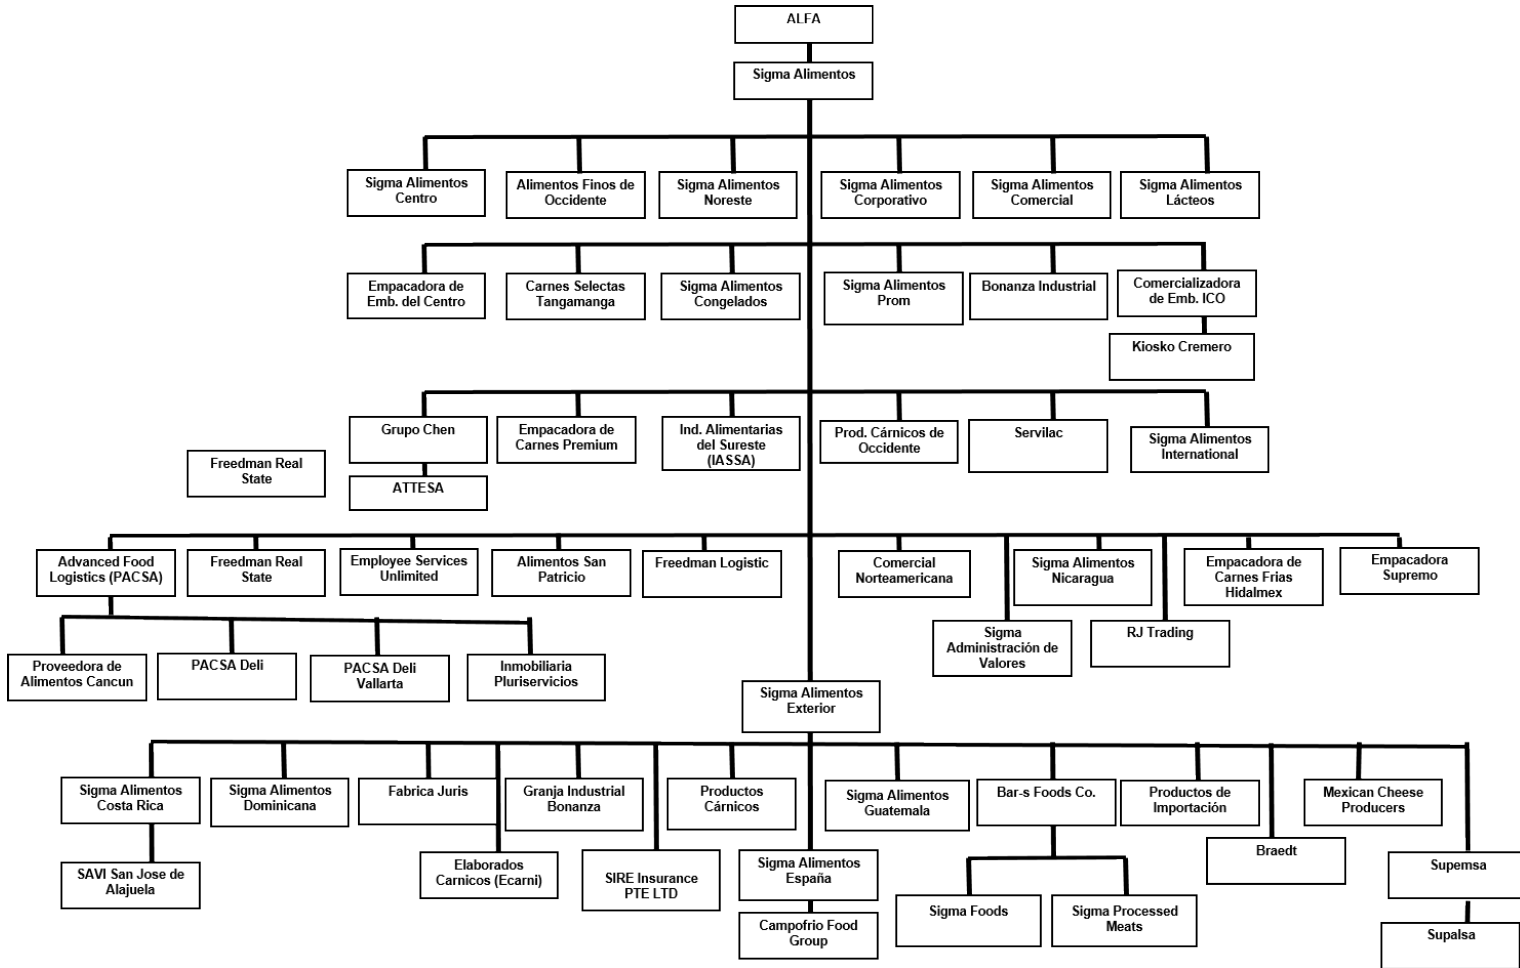 ALFA
Sigma Alimentos
Sigma Alimentos
Centro
Alimentos Finos de
Occidente
Sigma Alimentos
Noreste
Sigma Alimentos
Corporativo
Sigma Alimentos
Comercial
Sigma Alimentos
Lácteos
Empacadora de
Emb. del Centro
Carnes Selectas
Tangamanga
Sigma Alimentos
Congelados
Sigma Alimentos
Prom
Bonanza Industrial
Comercializadora
de Emb. ICO
Kiosko Cremero
Grupo Chen
Empacadora de
Carnes Premium
Ind. Alimentarias
del Sureste
(IASSA)
Prod. Cárnicos de
Occidente
Servilac
Sigma Alimentos
International
Freedman Real
State
ATTESA
Advanced Food
Logistics (PACSA)
Freedman Real
State
Employee Services
Unlimited
Alimentos San
Patricio
Freedman Logistic
Comercial
Norteamericana
Sigma Alimentos
Nicaragua
Empacadora de
Carnes Frias
Hidalmex
Empacadora
Supremo
Sigma
Administración de
Valores
RJ Trading
Proveedora de
Alimentos Cancun
PACSA Deli
PACSA Deli
Vallarta
Inmobiliaria
Pluriservicios
Sigma Alimentos
Exterior
Sigma Alimentos
Costa Rica
Sigma Alimentos
Dominicana
Fabrica Juris
Granja Industrial
Bonanza
Productos
Cárnicos
Sigma Alimentos
Guatemala
Bar-s Foods Co.
Productos de
Importación
Mexican Cheese
Producers
SAVI San Jose de
Alajuela
Elaborados
Carnicos (Ecarni)
SIRE Insurance
PTE LTD
Sigma Alimentos
España
Braedt
Supemsa
Campofrio Food
Group
Sigma Foods
Sigma Processed
Meats
Supalsa